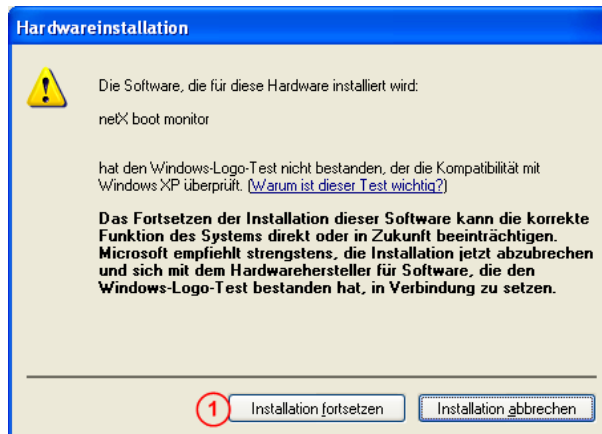 Hardwareinstallation
Die Software, die für diese Hardware installiert wird:
netX boot monitor
hat den Windows-Logo-Test nicht bestanden, der die Kompatibilität mit
Windows XP überprüft. (Warum ist dieser Test wichtig?)
Das Fortsetzen der Installation dieser Software kann die korrekte
Funktion des Systems direkt oder in Zukunft beeinträchtigen.
Microsoft empfiehlt strengstens, die Installation jetzt abzubrechen
und sich mit dem Hardwarehersteller für Software, die den
Windows-Logo-Test bestanden hat, in Verbindung zu setzen.
1 Installation fortsetzen Installation abbrechen